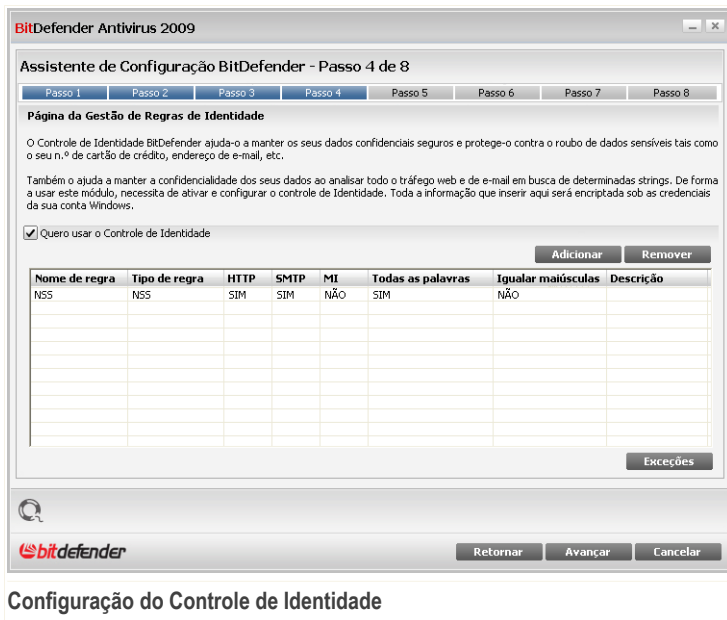 BitDefender Antivirus 2009
Assistente de Configuração BitDefender - Passo 4 de 8
Passo 1 Passo 2 Passo 3 Passo 4 Passo 5 Passo 6 Passo 7 Passo 8
Página da Gestão de Regras de Identidade
O Controle de Identidade BitDefender ajuda-o a manter os seus dados confidenciais seguros e protege-o contra o roubo de dados sensíveis tais como
o seu n.º de cartão de crédito, endereço de e-mail, etc.
Também o ajuda a manter a confidencialidade dos seus dados ao analisar todo o tráfego web e de e-mail em busca de determinadas strings. De forma
a usar este módulo, necessita de ativar e configurar o controle de Identidade. Toda a informação que inserir aqui será encriptada sob as credenciais
da sua conta Windows.
Quero usar o Controle de Identidade
Adicionar Remover
Nome de regra Tipo de regra HTTP SMTP MI Todas as palavras Igualar maiúsculas Descrição
NSS NSS SIM SIM NÃO SIM NÃO
Exceções
bitdefender
Retornar Avançar Cancelar
Configuração do Controle de Identidade